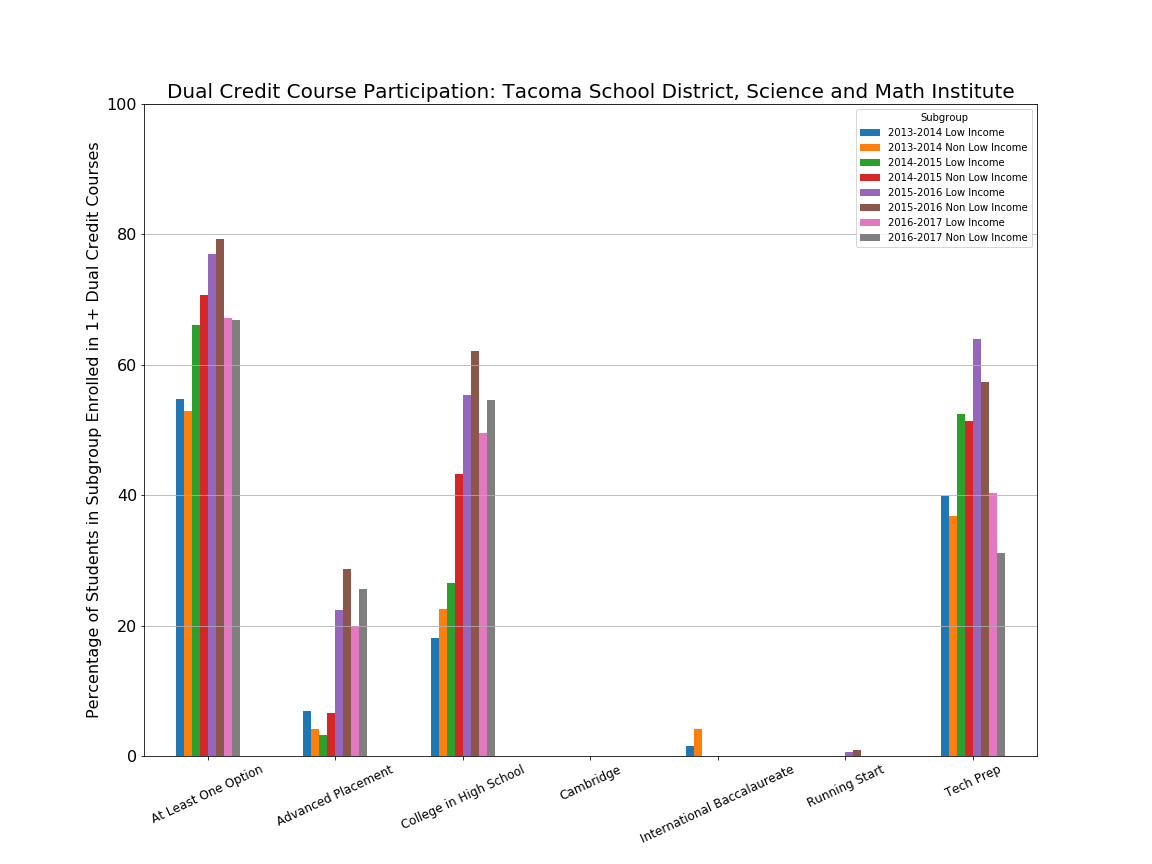 Dual Credit Course Participation: Tacoma School District, Science and Math Institute
Percentage of Students in Subgroup Enrolled in 1+ Dual Credit Courses
100
80
60
40
20
0
Subgroup
2013-2014 Low Income
2013-2014 Non Low Income
2014-2015 Low Income
2014-2015 Non Low Income
2015-2016 Low Income
2015-2016 Non Low Income
2016-2017 Low Income
2016-2017 Non Low Income
At Least One Option
Advanced Placement
College in High School
Cambridge
International Baccalaureate
Running Start
Tech Prep